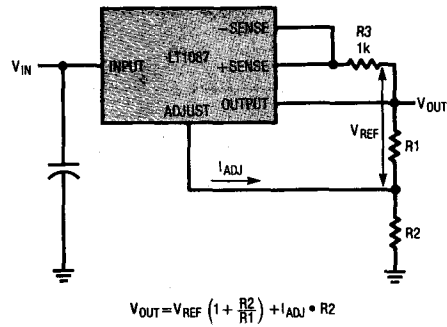 –SENSE
R3
1k
V_IN
INPUT
LT1087
+SENSE
ADJUST
OUTPUT
V_OUT
V_REF
R1
I_ADJ
R2
V_OUT = V_REF (1 + R2/R1) + I_ADJ • R2